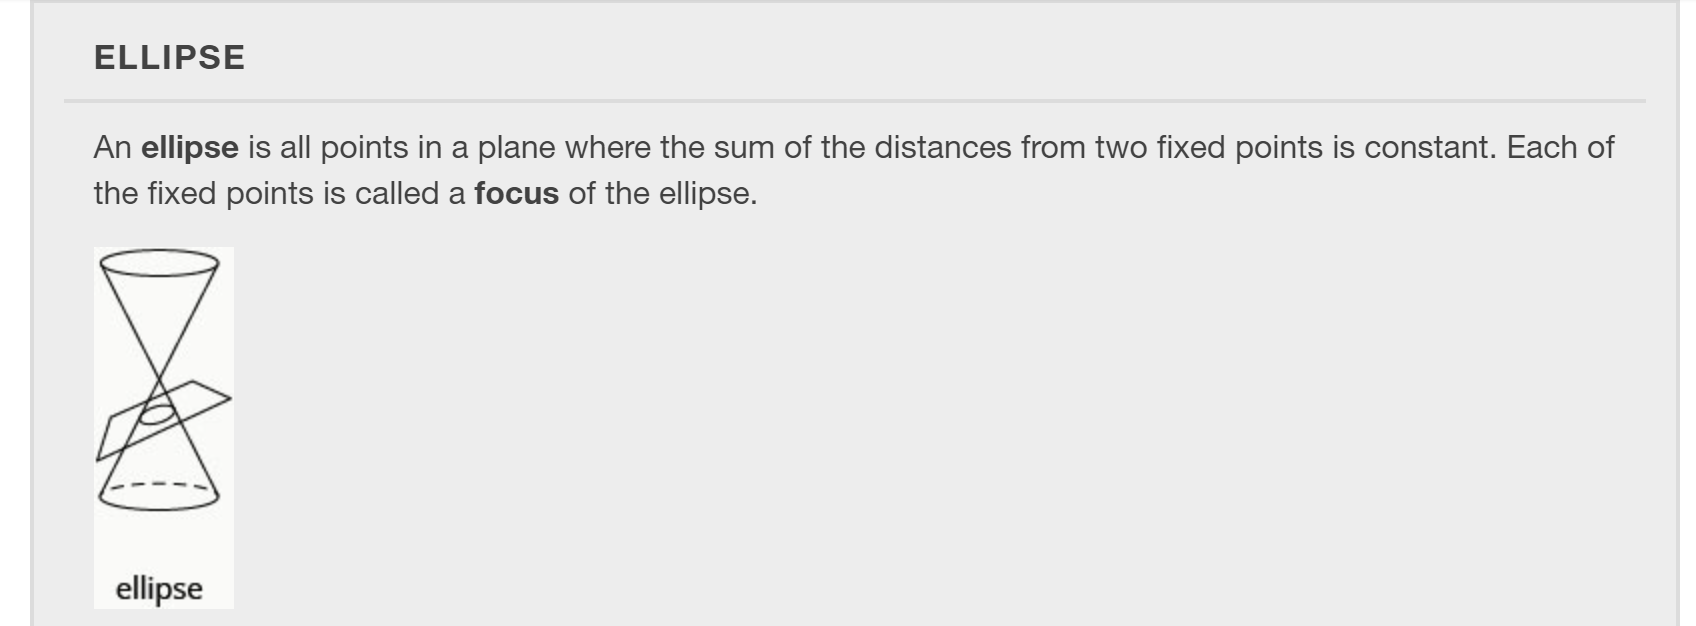 ELLIPSE
An ellipse is all points in a plane where the sum of the distances from two fixed points is constant. Each of
the fixed points is called a focus of the ellipse.
ellipse